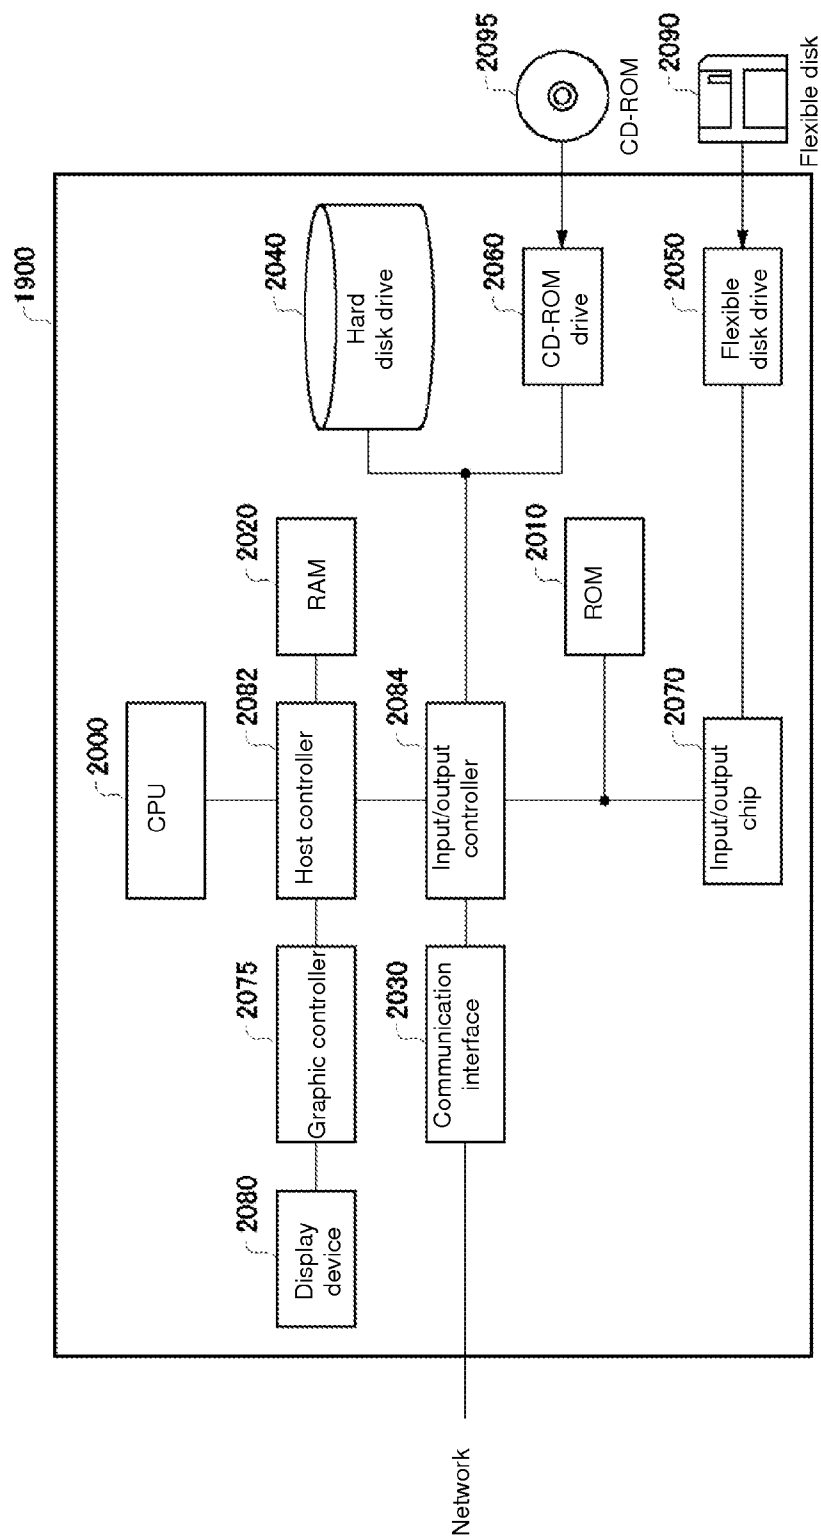 1900
2000
CPU
2080
Display
device
2075
Graphic controller
2082
Host controller
2020
RAM
2040
Hard
disk drive
Network
2030
Communication
interface
2084
Input/output
controller
2060
CD-ROM
drive
2095
CD-ROM
2010
ROM
2070
Input/output
chip
2050
Flexible
disk drive
2090
Flexible disk